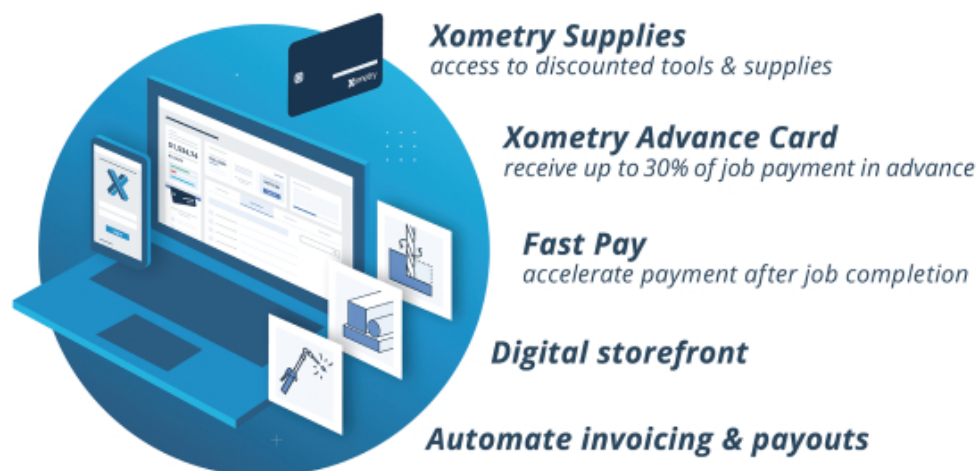 Xometry
Xometry Supplies
access to discounted tools & supplies
Xometry Advance Card
receive up to 30% of job payment in advance
Fast Pay
accelerate payment after job completion
Digital storefront
Automate invoicing & payouts
X